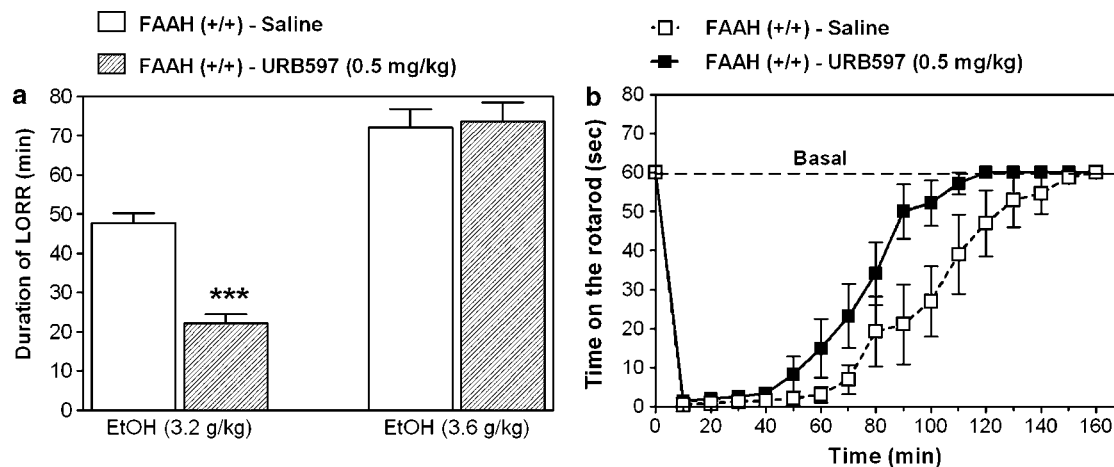 FAAH (+/+) - Saline
FAAH (+/+) - URB597 (0.5 mg/kg)
a
Duration of LORR (min)
80
70
60
50
40
30
20
10
0
***
EtOH (3.2 g/kg)
EtOH (3.6 g/kg)
FAAH (+/+) - Saline
FAAH (+/+) - URB597 (0.5 mg/kg)
b
Time on the rotarod (sec)
80
70
60
50
40
30
20
10
0
Basal
0 20 40 60 80 100 120 140 160
Time (min)